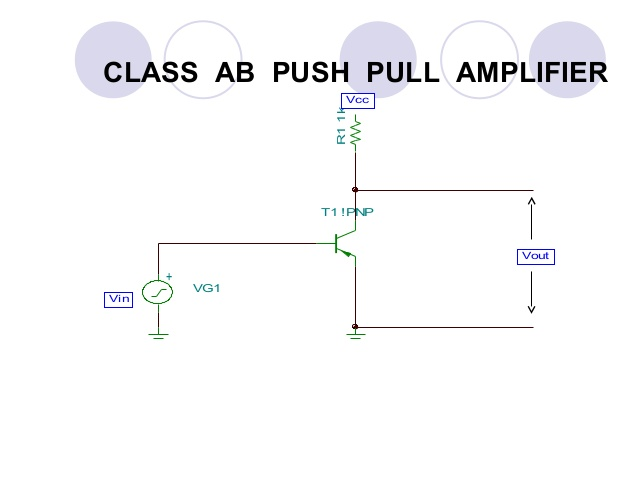 CLASS AB PUSH PULL AMPLIFIER
Vcc
R1 1k
T1 !PNP
Vout
+
VG1
Vin